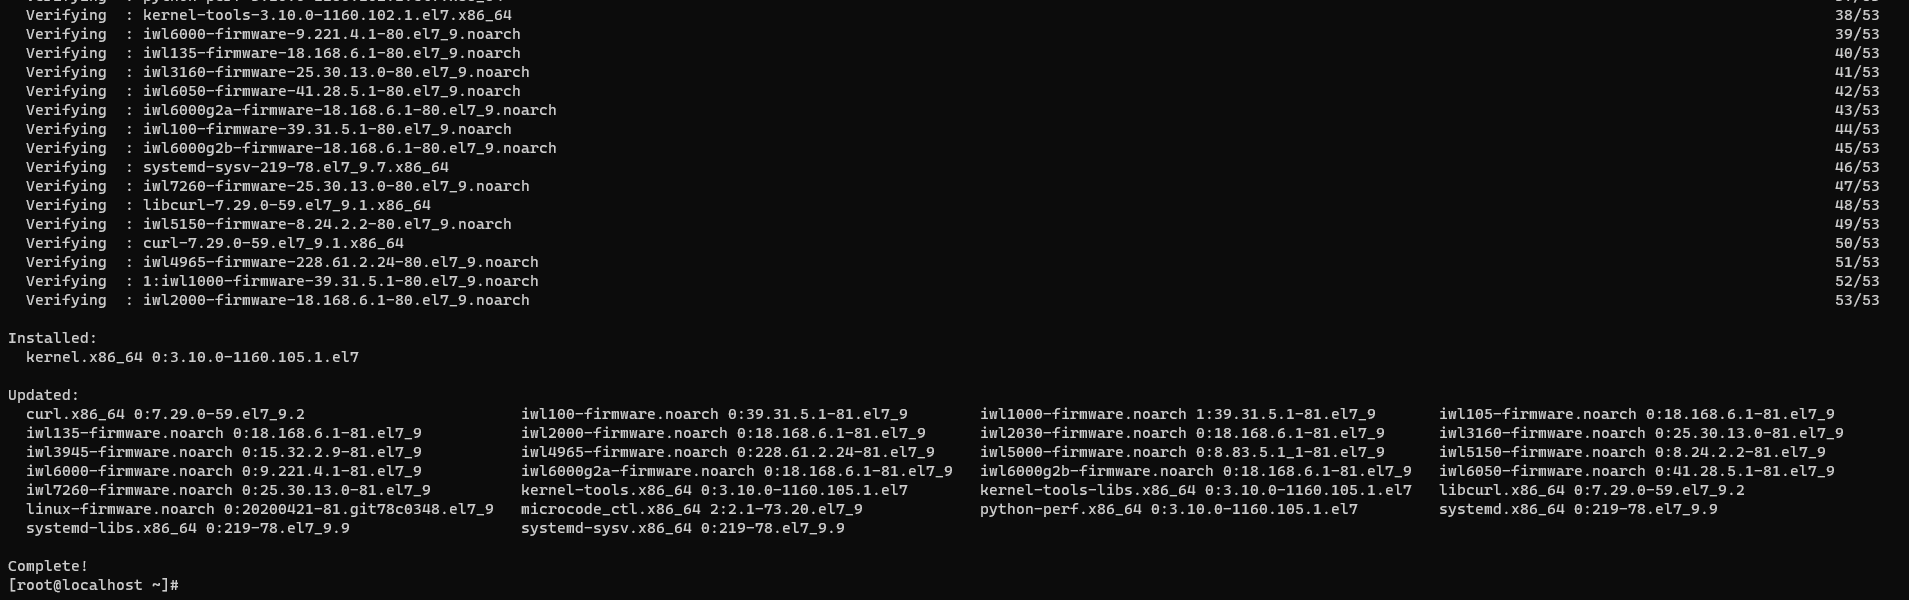 Verifying  : kernel-tools-3.10.0-1160.102.1.el7.x86_64 38/53
Verifying  : iwl6000-firmware-9.221.4.1-80.el7_9.noarch 39/53
Verifying  : iwl135-firmware-18.168.6.1-80.el7_9.noarch 40/53
Verifying  : iwl3160-firmware-25.30.13.0-80.el7_9.noarch 41/53
Verifying  : iwl6050-firmware-41.28.5.1-80.el7_9.noarch 42/53
Verifying  : iwl6000g2a-firmware-18.168.6.1-80.el7_9.noarch 43/53
Verifying  : iwl100-firmware-39.31.5.1-80.el7_9.noarch 44/53
Verifying  : iwl6000g2b-firmware-18.168.6.1-80.el7_9.noarch 45/53
Verifying  : systemd-sysv-219-78.el7_9.7.x86_64 46/53
Verifying  : iwl7260-firmware-25.30.13.0-80.el7_9.noarch 47/53
Verifying  : libcurl-7.29.0-59.el7_9.1.x86_64 48/53
Verifying  : iwl5150-firmware-8.24.2.2-80.el7_9.noarch 49/53
Verifying  : curl-7.29.0-59.el7_9.1.x86_64 50/53
Verifying  : iwl4965-firmware-228.61.2.24-80.el7_9.noarch 51/53
Verifying  : 1:iwl1000-firmware-39.31.5.1-80.el7_9.noarch 52/53
Verifying  : iwl2000-firmware-18.168.6.1-80.el7_9.noarch 53/53
Installed:
kernel.x86_64 0:3.10.0-1160.105.1.el7
Updated:
curl.x86_64 0:7.29.0-59.el7_9.2 iwl100-firmware.noarch 0:39.31.5.1-81.el7_9 iwl1000-firmware.noarch 1:39.31.5.1-81.el7_9 iwl105-firmware.noarch 0:18.168.6.1-81.el7_9
iwl135-firmware.noarch 0:18.168.6.1-81.el7_9 iwl2000-firmware.noarch 0:18.168.6.1-81.el7_9 iwl2030-firmware.noarch 0:18.168.6.1-81.el7_9 iwl3160-firmware.noarch 0:25.30.13.0-81.el7_9
iwl3945-firmware.noarch 0:15.32.2.9-81.el7_9 iwl4965-firmware.noarch 0:228.61.2.24-81.el7_9 iwl5000-firmware.noarch 0:8.83.5.1_1-81.el7_9 iwl5150-firmware.noarch 0:8.24.2.2-81.el7_9
iwl6000-firmware.noarch 0:9.221.4.1-81.el7_9 iwl6000g2a-firmware.noarch 0:18.168.6.1-81.el7_9 iwl6000g2b-firmware.noarch 0:18.168.6.1-81.el7_9 iwl6050-firmware.noarch 0:41.28.5.1-81.el7_9
iwl7260-firmware.noarch 0:25.30.13.0-81.el7_9 kernel-tools.x86_64 0:3.10.0-1160.105.1.el7 kernel-tools-libs.x86_64 0:3.10.0-1160.105.1.el7 libcurl.x86_64 0:7.29.0-59.el7_9.2
linux-firmware.noarch 0:20200421-81.git78c0348.el7_9 microcode_ctl.x86_64 2:2.1-73.20.el7_9 python-perf.x86_64 0:3.10.0-1160.105.1.el7 systemd.x86_64 0:219-78.el7_9.9
systemd-libs.x86_64 0:219-78.el7_9.9 systemd-sysv.x86_64 0:219-78.el7_9.9
Complete!
[root@localhost ~]#